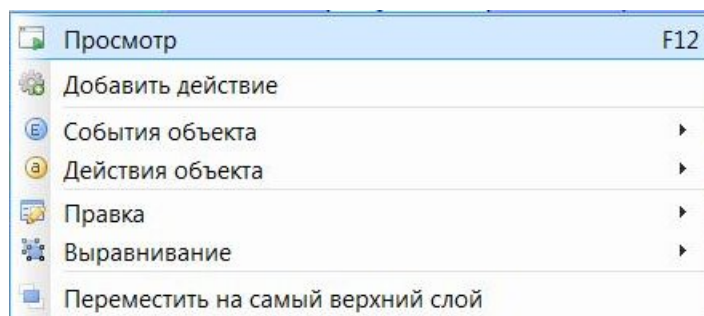 Просмотр F12
Добавить действие
События объекта
Действия объекта
Правка
Выравнивание
Переместить на самый верхний слой